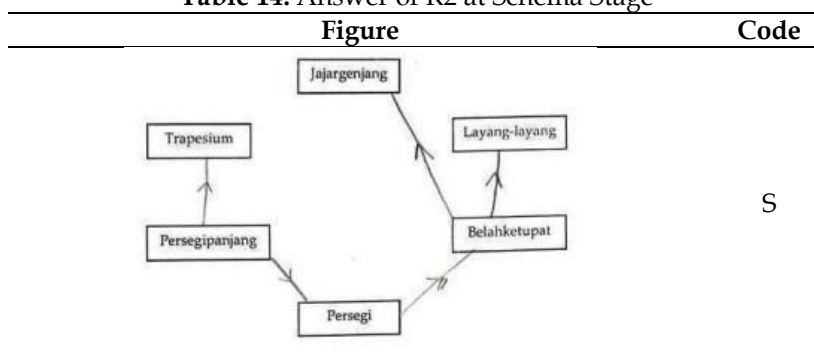 Table 14. Answer of R2 at Schema Stage
Figure Code
Jajargenjang
Trapesium
Layang-layang
S
Persegipanjang
Belahketupat
Persegi